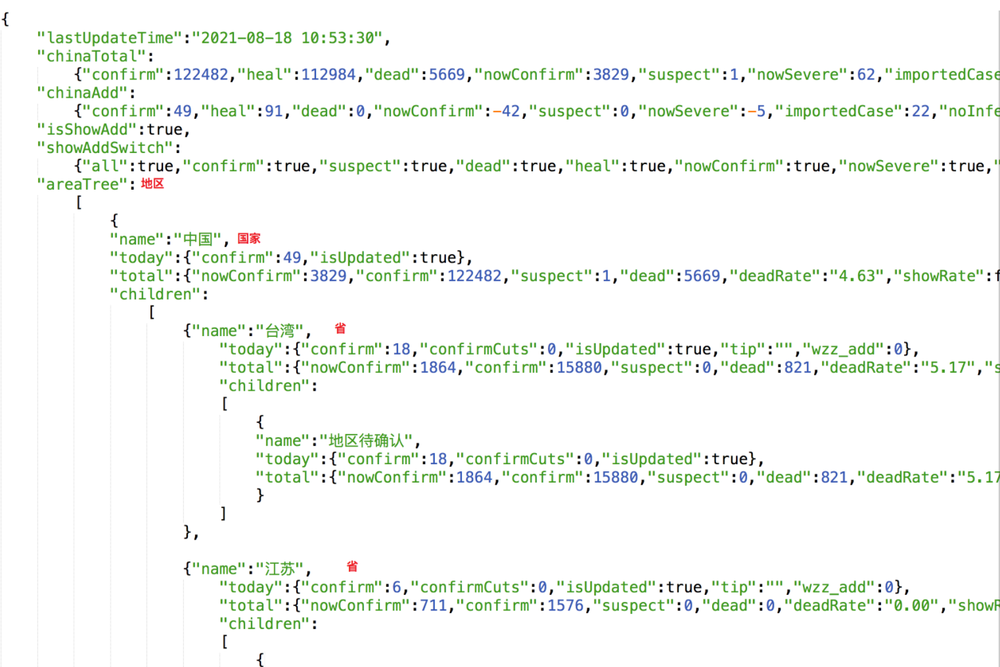 {
"lastUpdateTime":"2021-08-18 10:53:30",
"chinaTotal":
{"confirm":122482,"heal":112984,"dead":5669,"nowConfirm":3829,"suspect":1,"nowSevere":62,"importedCase
"chinaAdd":
{"confirm":49,"heal":91,"dead":0,"nowConfirm":-42,"suspect":0,"nowSevere":-5,"importedCase":22,"noInfe
"isShowAdd":true,
"showAddSwitch":
{"all":true,"confirm":true,"suspect":true,"dead":true,"heal":true,"nowConfirm":true,"nowSevere":true,"
"areaTree": 地区
[
{
"name":"中国", 国家
"today":{"confirm":49,"isUpdated":true},
"total":{"nowConfirm":3829,"confirm":122482,"suspect":1,"dead":5669,"deadRate":"4.63","showRate":f
"children":
[
{"name":"台湾", 省
"today":{"confirm":18,"confirmCuts":0,"isUpdated":true,"tip":"","wzz_add":0},
"total":{"nowConfirm":1864,"confirm":15880,"suspect":0,"dead":821,"deadRate":"5.17","s
"children":
[
{
"name":"地区待确认",
"today":{"confirm":18,"confirmCuts":0,"isUpdated":true},
"total":{"nowConfirm":1864,"confirm":15880,"suspect":0,"dead":821,"deadRate":"5.17
}
]
},
{"name":"江苏", 省
"today":{"confirm":6,"confirmCuts":0,"isUpdated":true,"tip":"","wzz_add":0},
"total":{"nowConfirm":711,"confirm":1576,"suspect":0,"dead":0,"deadRate":"0.00","showR
"children":
[
{